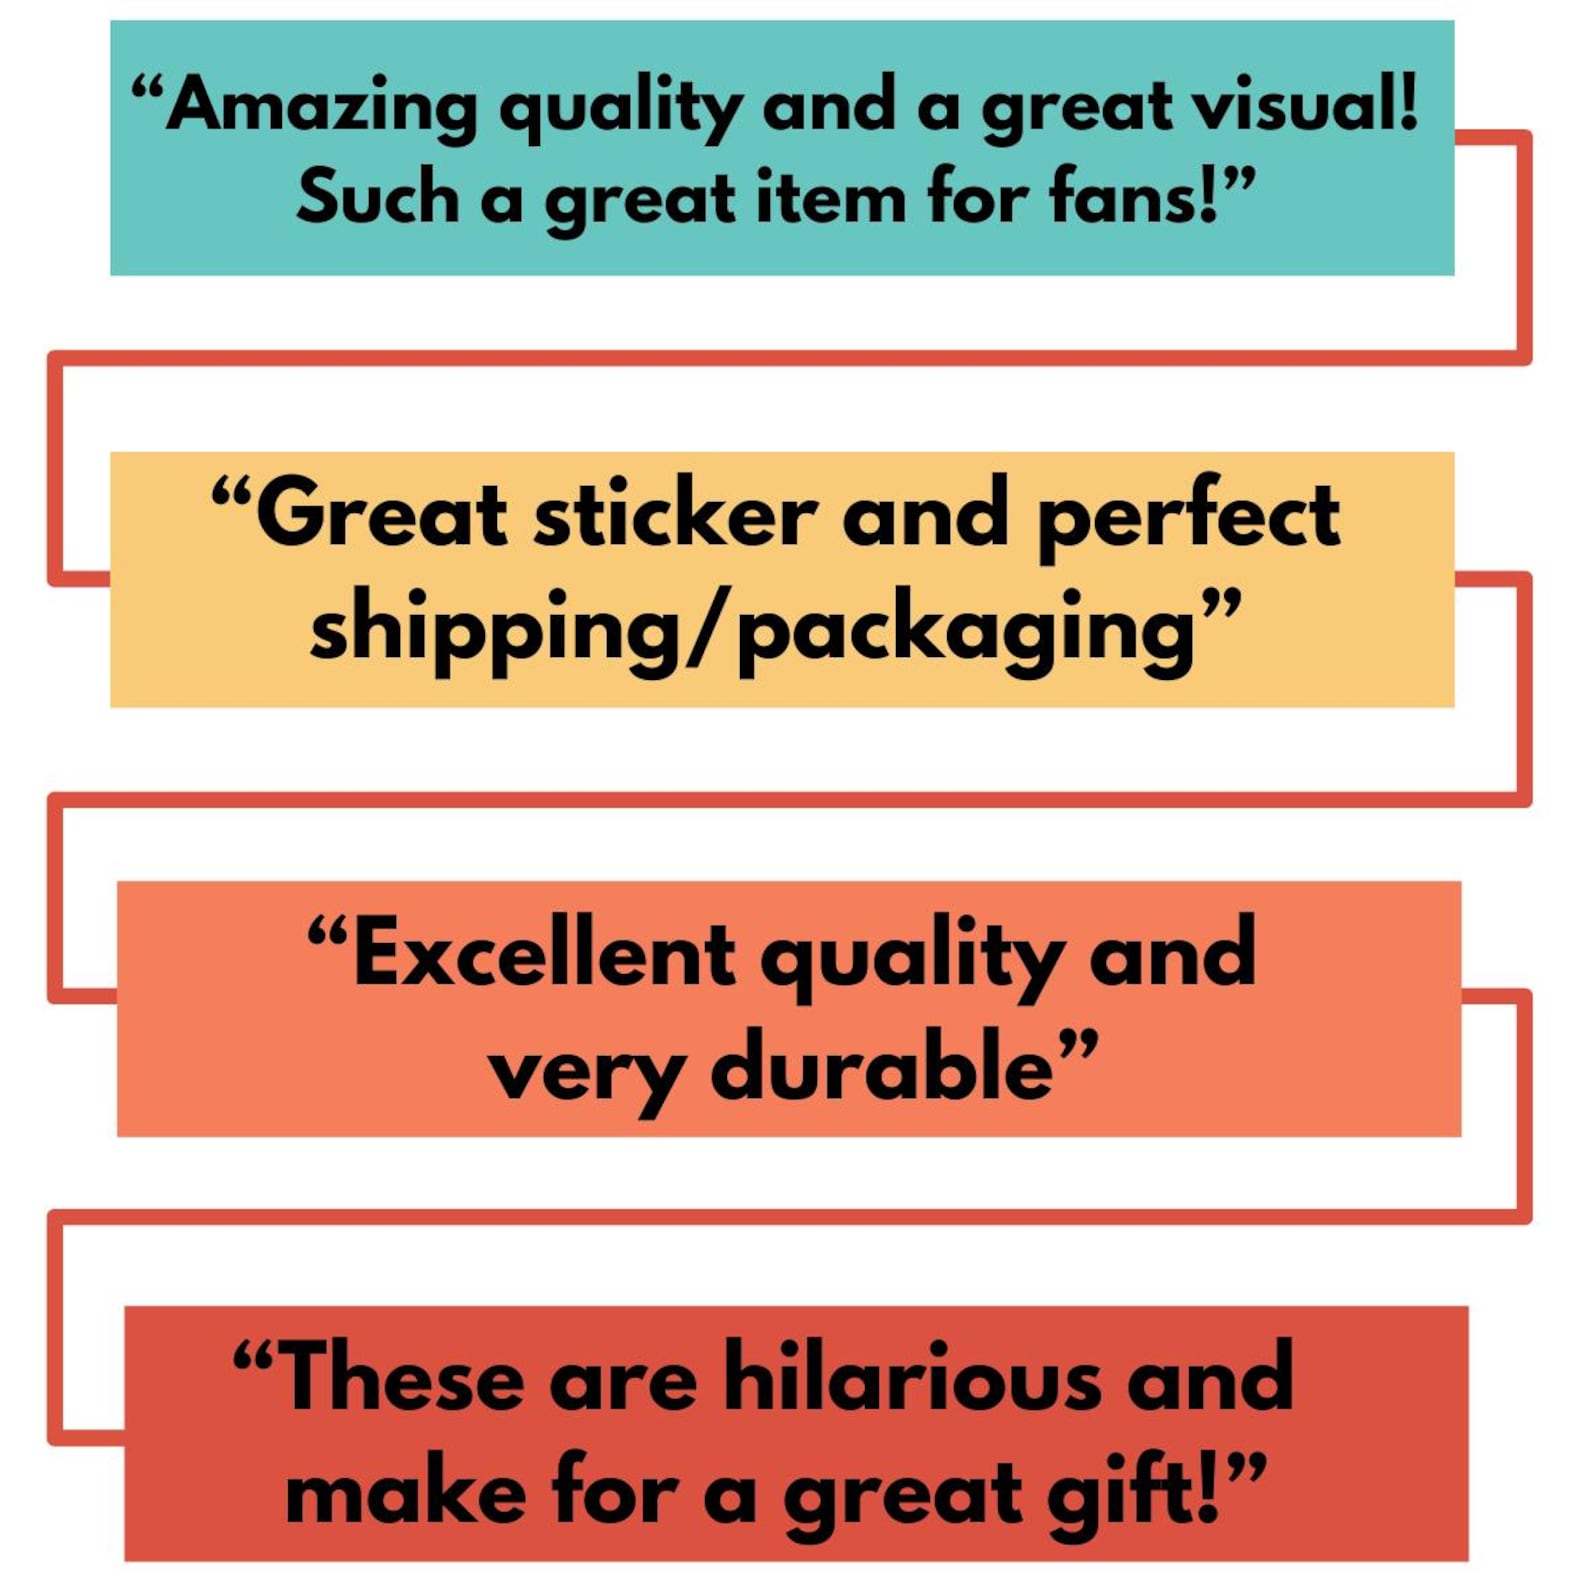 “Amazing quality and a great visual!
Such a great item for fans!”
“Great sticker and perfect
shipping/packaging”
“Excellent quality and
very durable”
“These are hilarious and
make for a great gift!”